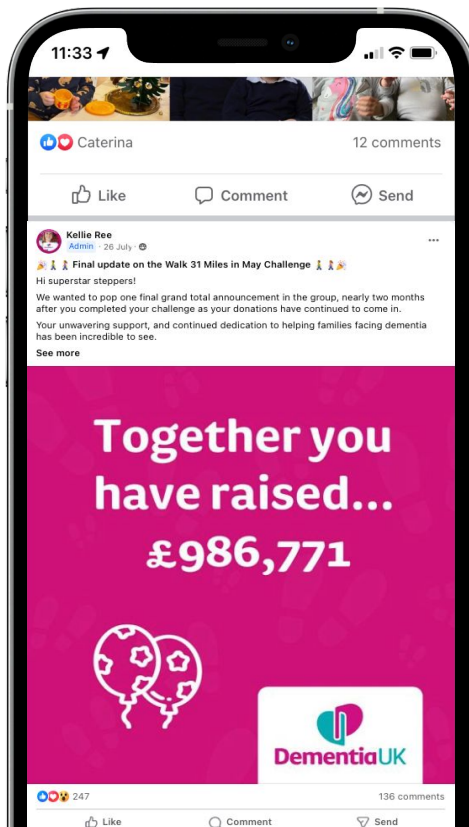 11:33
Caterina
12 comments
Like
Comment
Send
Kellie Ree
Admin · 26 July ·
Final update on the Walk 31 Miles in May Challenge
Hi superstar steppers!
We wanted to pop one final grand total announcement in the group, nearly two months
after you completed your challenge as your donations have continued to come in.
Your unwavering support, and continued dedication to helping families facing dementia
has been incredible to see.
See more
Together you
have raised...
£986,771
DementiaUK
247
136 comments
Like
Comment
Send